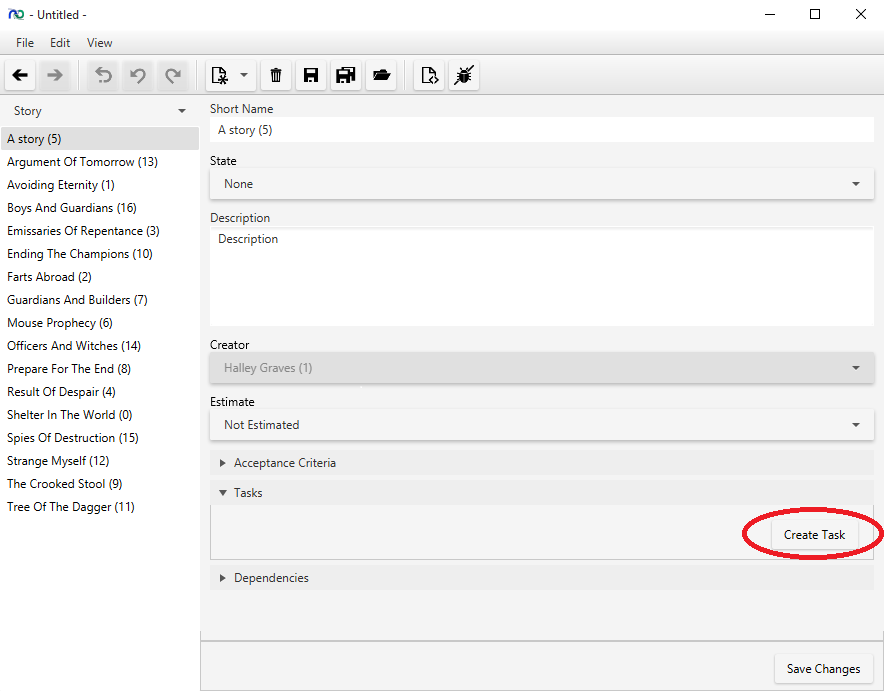 - Untitled -
File Edit View
Story
A story (5)
Argument Of Tomorrow (13)
Avoiding Eternity (1)
Boys And Guardians (16)
Emissaries Of Repentance (3)
Ending The Champions (10)
Farts Abroad (2)
Guardians And Builders (7)
Mouse Prophecy (6)
Officers And Witches (14)
Prepare For The End (8)
Result Of Despair (4)
Shelter In The World (0)
Spies Of Destruction (15)
Strange Myself (12)
The Crooked Stool (9)
Tree Of The Dagger (11)
Short Name
A story (5)
State
None
Description
Description
Creator
Halley Graves (1)
Estimate
Not Estimated
Acceptance Criteria
Tasks
Create Task
Dependencies
Save Changes